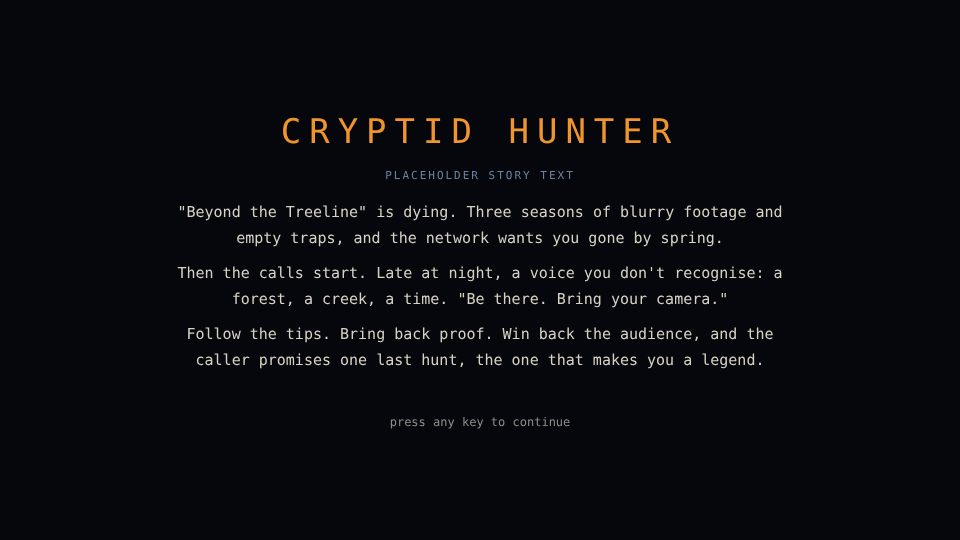 CRYPTID HUNTER
PLACEHOLDER STORY TEXT
"Beyond the Treeline" is dying. Three seasons of blurry footage and
empty traps, and the network wants you gone by spring.
Then the calls start. Late at night, a voice you don't recognise: a
forest, a creek, a time. "Be there. Bring your camera."
Follow the tips. Bring back proof. Win back the audience, and the
caller promises one last hunt, the one that makes you a legend.
press any key to continue